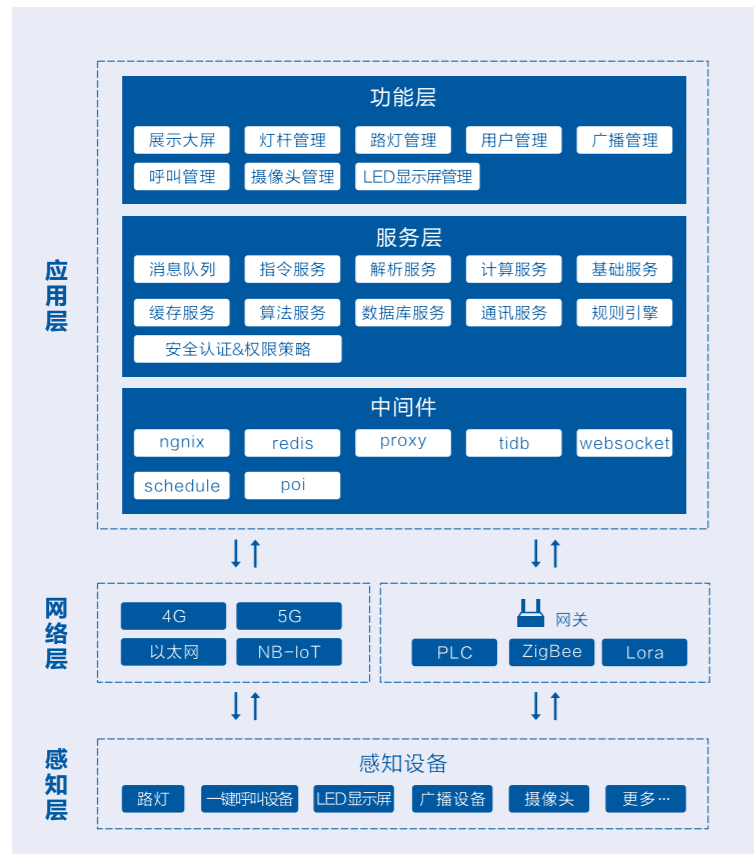 功能层
展示大屏 灯杆管理 路灯管理 用户管理 广播管理
呼叫管理 摄像头管理 LED显示屏管理
服务层
消息队列 指令服务 解析服务 计算服务 基础服务
缓存服务 算法服务 数据库服务 通讯服务 规则引擎
安全认证&权限策略
应用层
中间件
ngnix redis proxy tidb websocket
schedule poi
网络层
4G 5G
以太网 NB-IoT
网关
PLC ZigBee Lora
感知层
感知设备
路灯 一键呼叫设备 LED显示屏 广播设备 摄像头 更多…